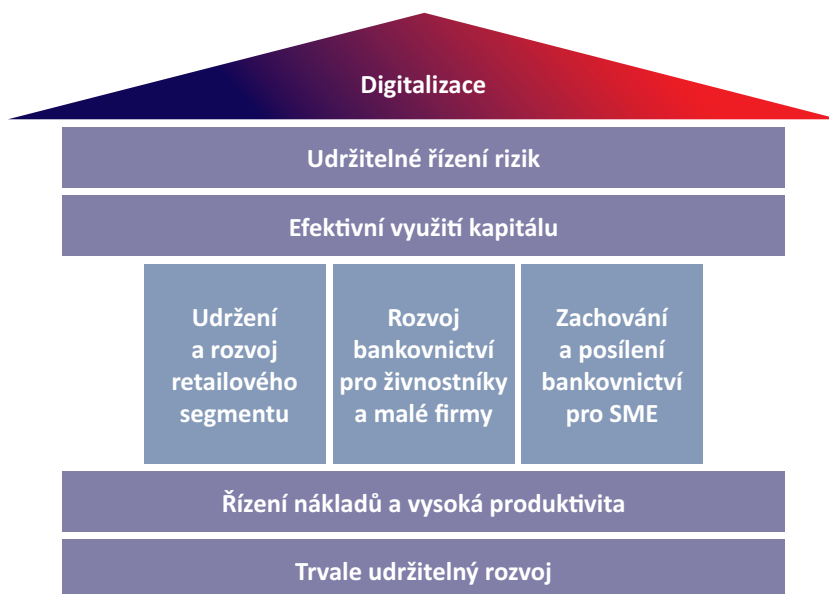 Digitalizace
Udržitelné řízení rizik
Efektivní využití kapitálu
Udržení
a rozvoj
retailového
segmentu
Rozvoj
bankovnictví
pro živnostníky
a malé firmy
Zachování
a posílení
bankovnictví
pro SME
Řízení nákladů a vysoká produktivita
Trvale udržitelný rozvoj